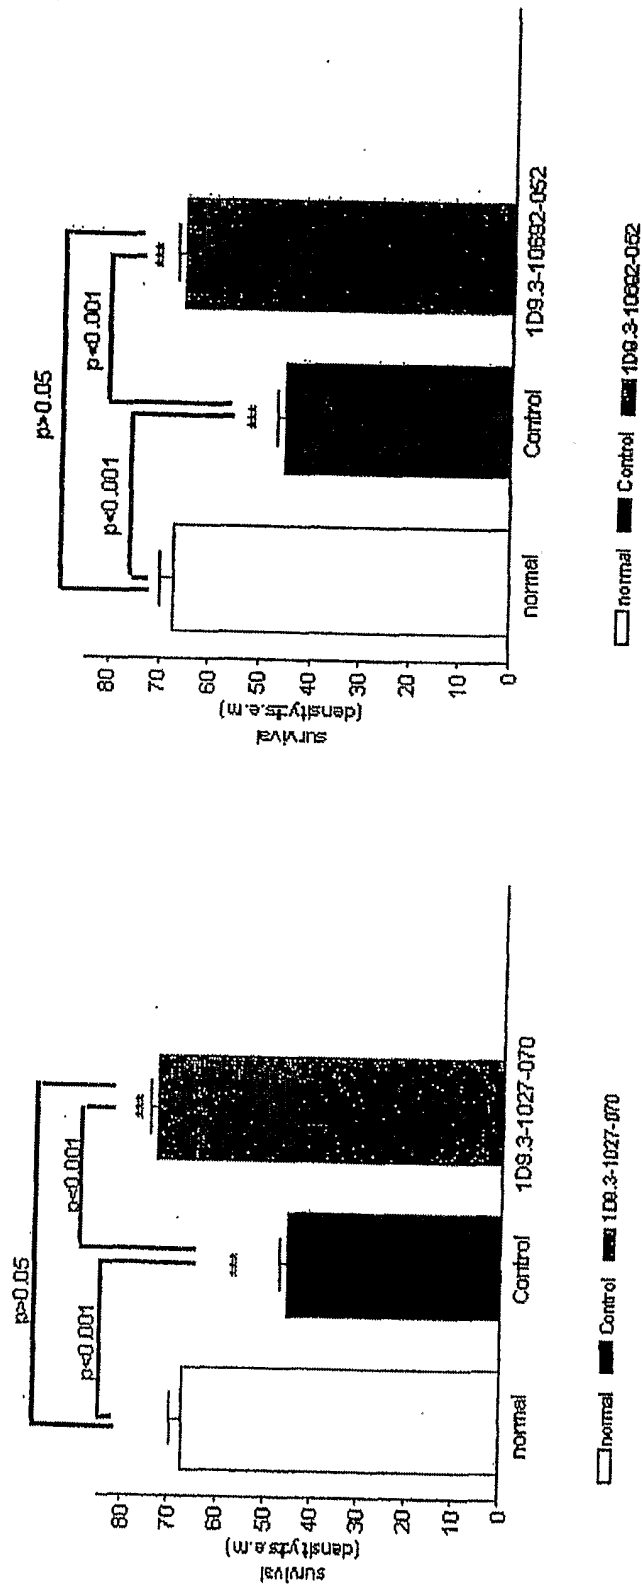 p>0.05
p<0.001
p<0.001
***
***
survival
(density±s.e.m)
80
70
60
50
40
30
20
10
0
normal
Control
1D9.3-1027-070
normal
Control
1D9.3-1027-070
p>0.05
p<0.001
p<0.001
***
***
survival
(density±s.e.m)
80
70
60
50
40
30
20
10
0
normal
Control
1D9.3-10692-052
normal
Control
1D9.3-10692-052